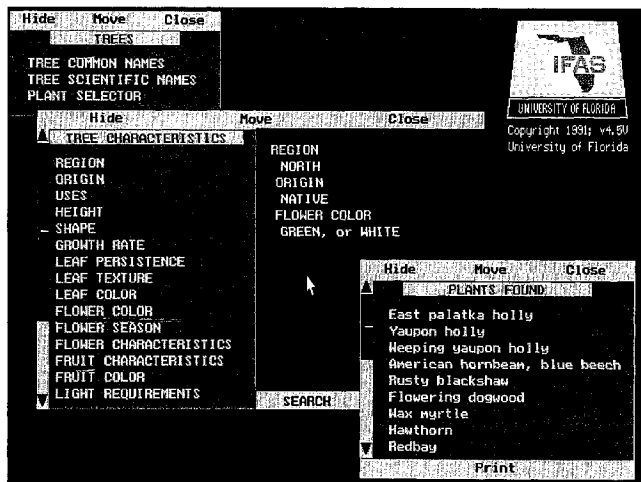 Hide Move Close
TREES
TREE COMMON NAMES
TREE SCIENTIFIC NAMES
PLANT SELECTOR
IFAS
UNIVERSITY OF FLORIDA
Copyright 1991; v4.5U
University of Florida
Hide Move Close
TREE CHARACTERISTICS
REGION
ORIGIN
USES
HEIGHT
SHAPE
GROWTH RATE
LEAF PERSISTENCE
LEAF TEXTURE
LEAF COLOR
FLOWER COLOR
FLOWER SEASON
FLOWER CHARACTERISTICS
FRUIT CHARACTERISTICS
FRUIT COLOR
LIGHT REQUIREMENTS
REGION
NORTH
ORIGIN
NATIVE
FLOWER COLOR
GREEN, or WHITE
SEARCH
Hide Move Close
PLANTS FOUND
East palatka holly
Yaupon holly
Weeping yaupon holly
American hornbeam, blue beech
Rusty blackshaw
Flowering dogwood
Wax myrtle
Hawthorn
Redbay
Print